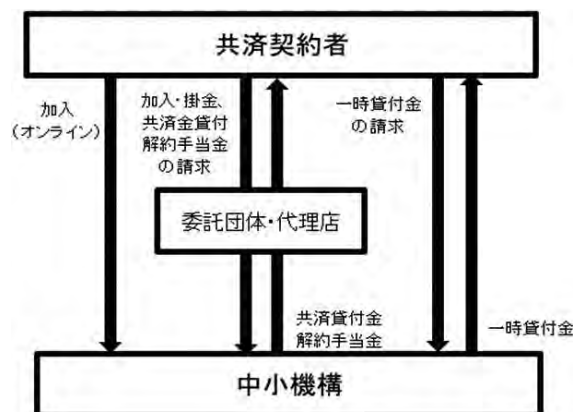 共済契約者
加入
(オンライン)
加入・掛金、
共済金貸付
解約手当金
の請求
一時貸付金
の請求
委託団体・代理店
共済貸付金
解約手当金
一時貸付金
中小機構